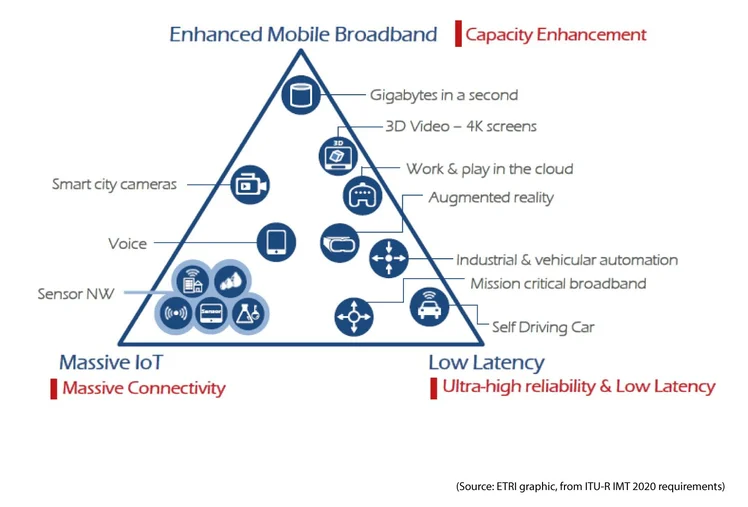 Enhanced Mobile Broadband
Capacity Enhancement
Gigabytes in a second
3D Video – 4K screens
3D
Work & play in the cloud
Smart city cameras
Augmented reality
Voice
Industrial & vehicular automation
Mission critical broadband
Sensor NW
Sensor
Self Driving Car
Massive IoT
Low Latency
Massive Connectivity
Ultra-high reliability & Low Latency
(Source: ETRI graphic, from ITU-R IMT 2020 requirements)